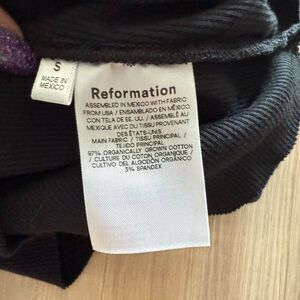 S
MADE IN
MEXICO
Reformation
ASSEMBLED IN MEXICO WITH FABRIC
FROM USA / ENSAMBLADO EN MÉXICO
CON TELA DE EE. UU. / ASSEMBLÉ AU
MEXIQUE AVEC DU TISSU PROVENANT
DES ÉTATS-UNIS
MAIN FABRIC / TISSU PRINCIPAL /
TEJIDO PRINCIPAL
97% ORGANICALLY GROWN COTTON
/ CULTURE DU COTON ORGANIQUE /
CULTIVO DEL ALGODÓN ORGÁNICO
3% SPANDEX